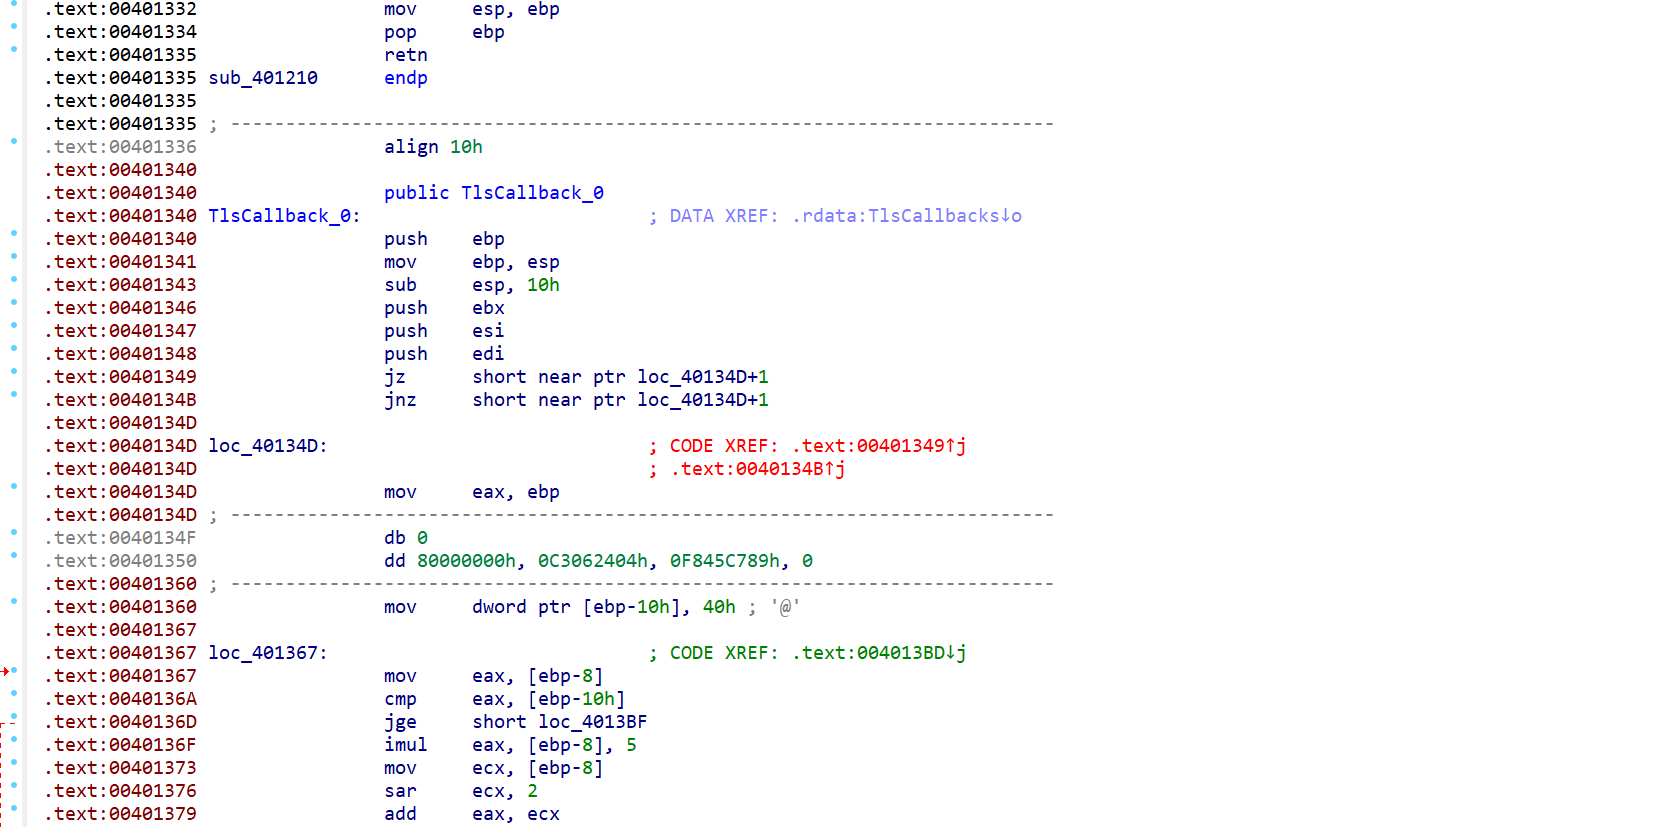 .text:00401332 mov esp, ebp
.text:00401334 pop ebp
.text:00401335 retn
.text:00401335 sub_401210 endp
.text:00401335
.text:00401335 ; ---------------------------------------------------------------------------
.text:00401336 align 10h
.text:00401340
.text:00401340 public TlsCallback_0
.text:00401340 TlsCallback_0: ; DATA XREF: .rdata:TlsCallbacks↓o
.text:00401340 push ebp
.text:00401341 mov ebp, esp
.text:00401343 sub esp, 10h
.text:00401346 push ebx
.text:00401347 push esi
.text:00401348 push edi
.text:00401349 jz short near ptr loc_40134D+1
.text:0040134B jnz short near ptr loc_40134D+1
.text:0040134D
.text:0040134D loc_40134D: ; CODE XREF: .text:00401349↑j
.text:0040134D ; .text:0040134B↑j
.text:0040134D mov eax, ebp
.text:0040134D ; ---------------------------------------------------------------------------
.text:0040134F db 0
.text:00401350 dd 80000000h, 0C3062404h, 0F845C789h, 0
.text:00401360 ; ---------------------------------------------------------------------------
.text:00401360 mov dword ptr [ebp-10h], 40h ; '@'
.text:00401367
.text:00401367 loc_401367: ; CODE XREF: .text:004013BD↓j
.text:00401367 mov eax, [ebp-8]
.text:0040136A cmp eax, [ebp-10h]
.text:0040136D jge short loc_4013BF
.text:0040136F imul eax, [ebp-8], 5
.text:00401373 mov ecx, [ebp-8]
.text:00401376 sar ecx, 2
.text:00401379 add eax, ecx